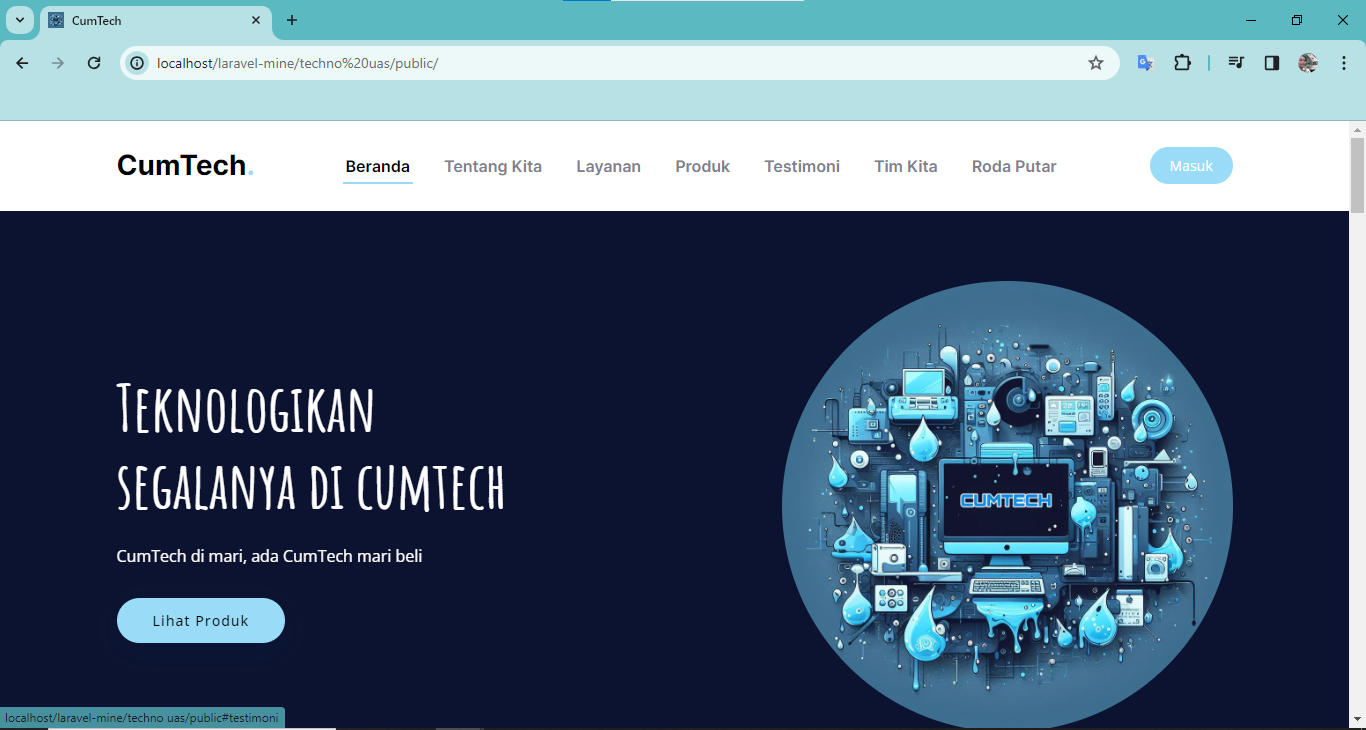 CumTech
localhost/laravel-mine/techno%20uas/public/
CumTech.
Beranda
Tentang Kita
Layanan
Produk
Testimoni
Tim Kita
Roda Putar
Masuk
Teknologikan
segalanya di cumtech
CumTech di mari, ada CumTech mari beli
Lihat Produk
CUMTECH
localhost/laravel-mine/techno uas/public#testimoni